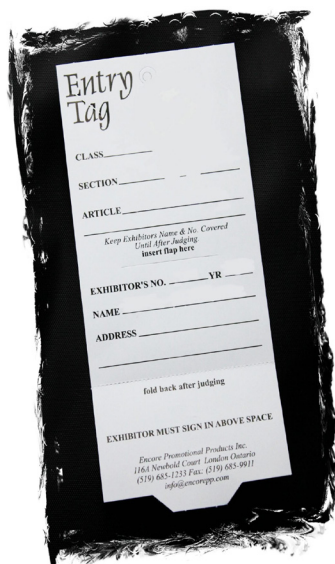 Entry
Tag
CLASS
SECTION
ARTICLE
Keep Exhibitors Name & No. Covered
Until After Judging.
insert flap here
EXHIBITOR'S NO. YR
NAME
ADDRESS
fold back after judging
EXHIBITOR MUST SIGN IN ABOVE SPACE
Encore Promotional Products Inc.
116A Newbold Court London Ontario
(519) 685-1233 Fax: (519) 685-9911
info@encorepp.com